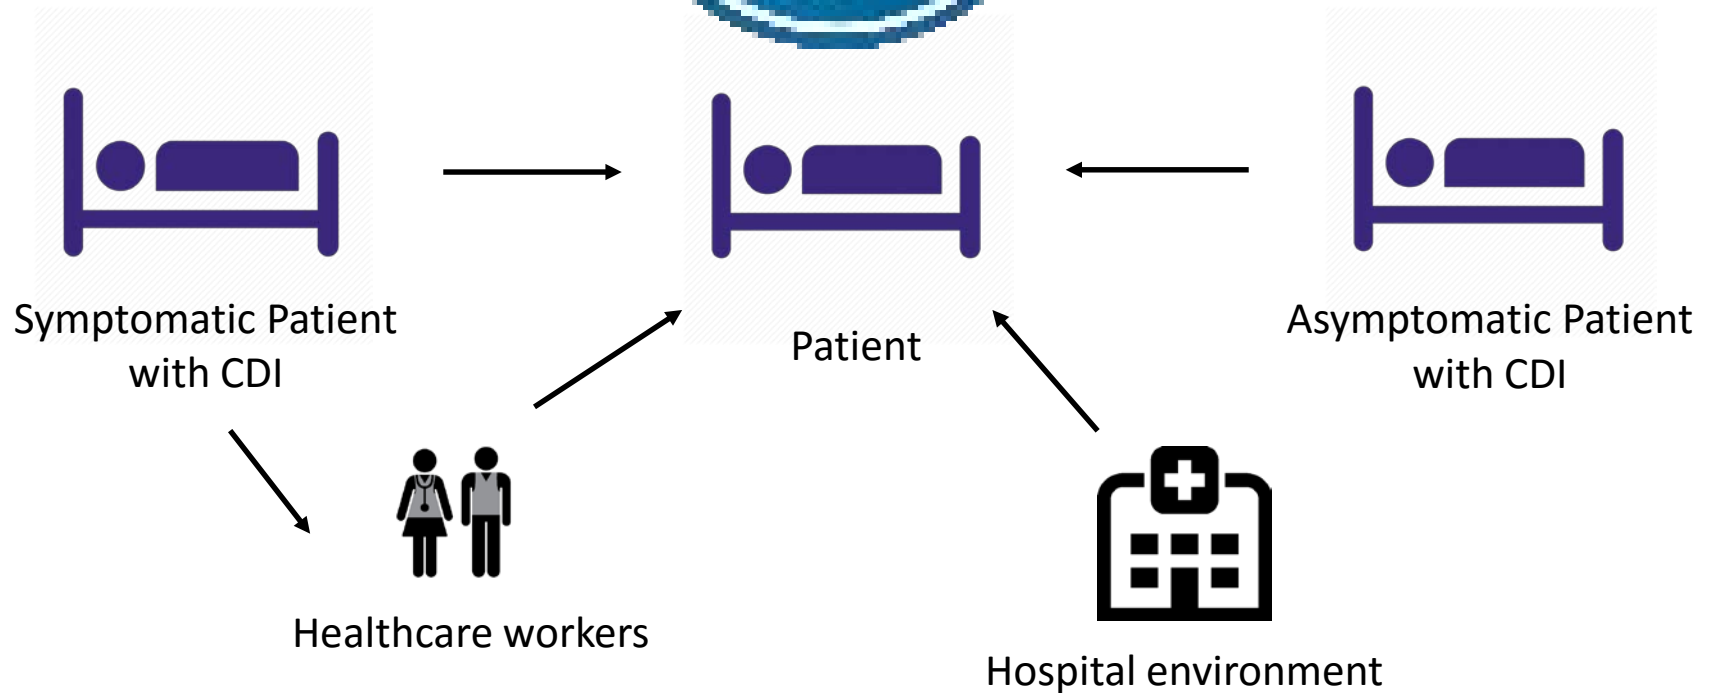 Symptomatic Patient
with CDI
Patient
Asymptomatic Patient
with CDI
Healthcare workers
Hospital environment